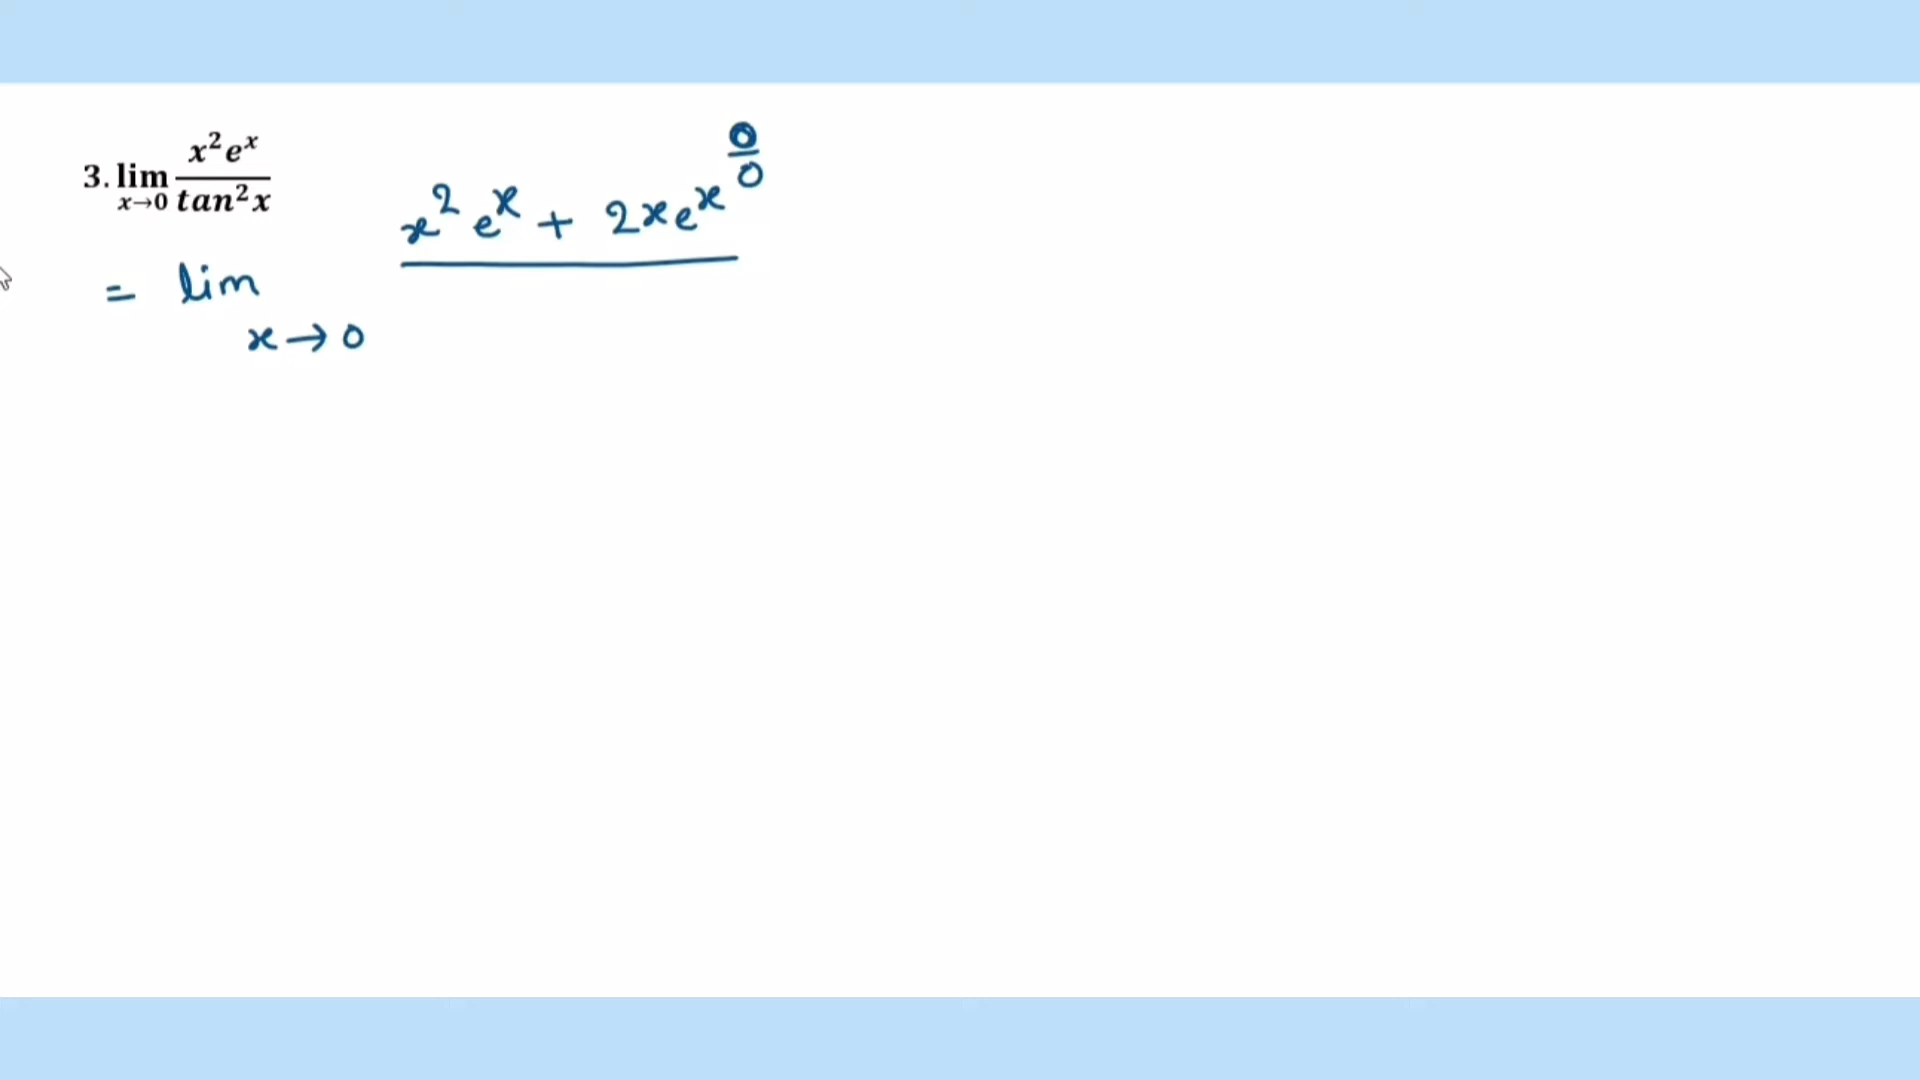 3. lim x→0 x²eˣ / tan²x
0/0
x²eˣ + 2xeˣ
= lim
x → 0